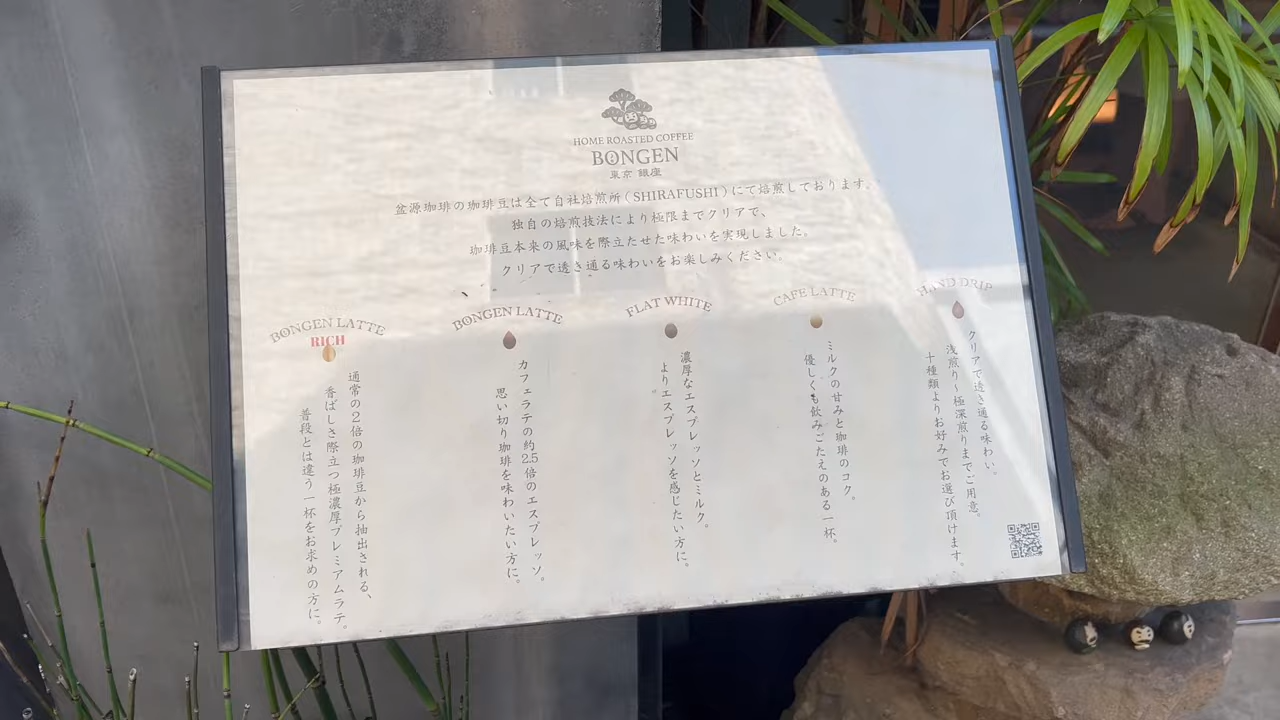 HOME ROASTED COFFEE
BONGEN
東京 銀座
盆源珈琲の珈琲豆は全て自社焙煎所(SHIRAFUSHI)にて焙煎しております。
独自の焙煎技法により極限までクリアで、
珈琲豆本来の風味を際立たせた味わいを実現しました。
クリアで透き通る味わいをお楽しみください。
HAND DRIP
クリアで透き通る味わい。
浅煎り~極深煎りまでご用意。
十種類よりお好みでお選び頂けます。
CAFE LATTE
ミルクの甘みと珈琲のコク。
優しくも飲みごたえのある一杯。
FLAT WHITE
濃厚なエスプレッソとミルク。
よりエスプレッソを感じたい方に。
BONGEN LATTE
カフェラテの約2.5倍のエスプレッソ。
思い切り珈琲を味わいたい方に。
BONGEN LATTE
RICH
通常の2倍の珈琲豆から抽出される、
香ばしさ際立つ極濃厚プレミアムラテ。
普段とは違う一杯をお求めの方に。